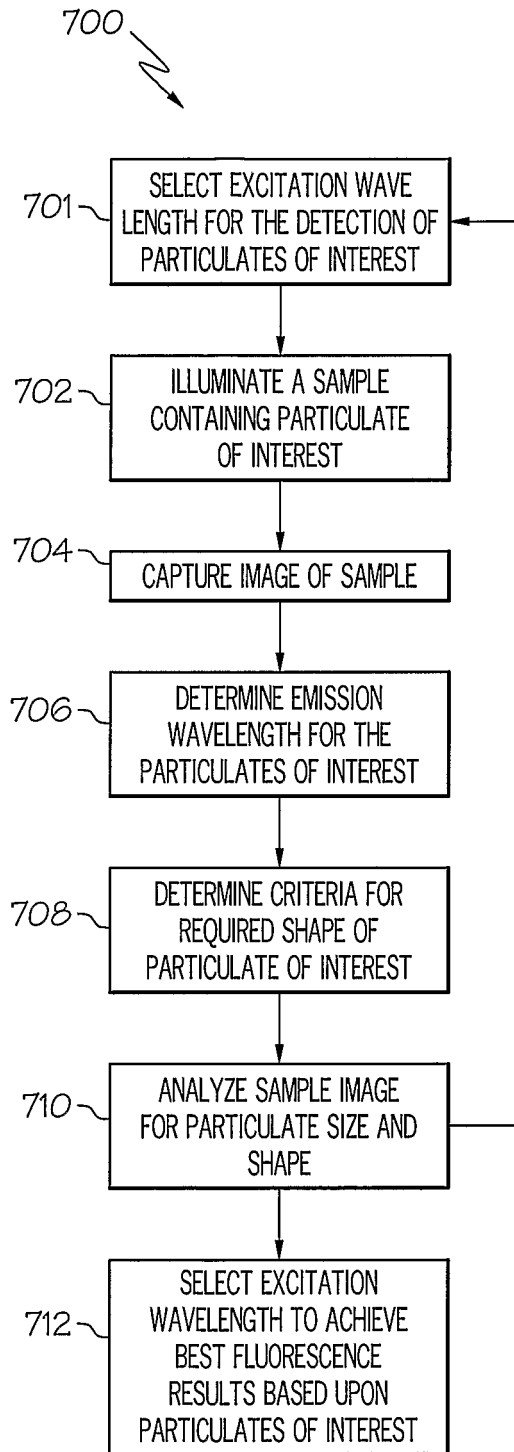 700
701
SELECT EXCITATION WAVE
LENGTH FOR THE DETECTION OF
PARTICULATES OF INTEREST
702
ILLUMINATE A SAMPLE
CONTAINING PARTICULATE
OF INTEREST
704
CAPTURE IMAGE OF SAMPLE
706
DETERMINE EMISSION
WAVELENGTH FOR THE
PARTICULATES OF INTEREST
708
DETERMINE CRITERIA FOR
REQUIRED SHAPE OF
PARTICULATE OF INTEREST
710
ANALYZE SAMPLE IMAGE
FOR PARTICULATE SIZE AND
SHAPE
712
SELECT EXCITATION
WAVELENGTH TO ACHIEVE
BEST FLUORESCENCE
RESULTS BASED UPON
PARTICULATES OF INTEREST